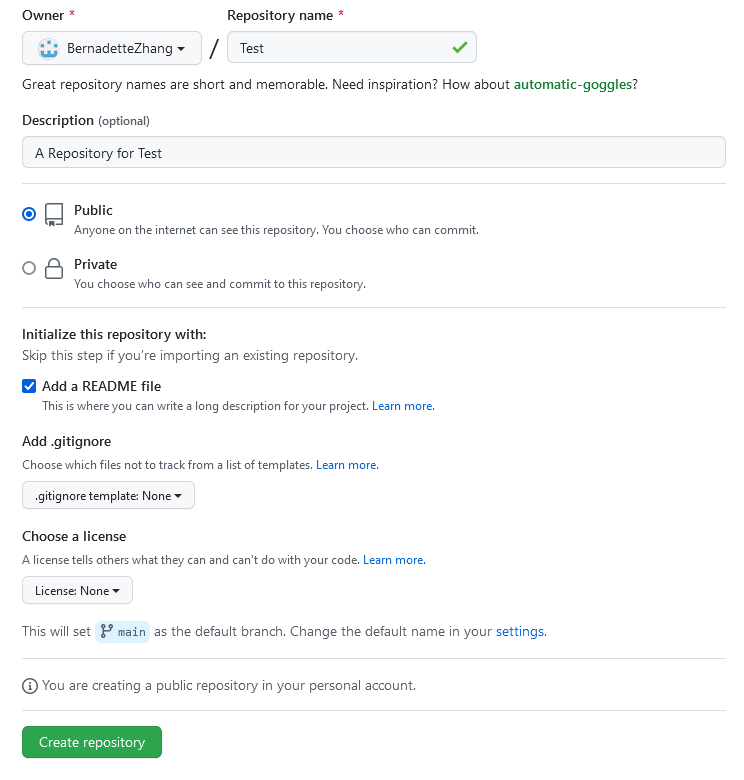 Owner * Repository name *
BernadetteZhang / Test
Great repository names are short and memorable. Need inspiration? How about automatic-goggles?
Description (optional)
A Repository for Test
Public
Anyone on the internet can see this repository. You choose who can commit.
Private
You choose who can see and commit to this repository.
Initialize this repository with:
Skip this step if you're importing an existing repository.
Add a README file
This is where you can write a long description for your project. Learn more.
Add .gitignore
Choose which files not to track from a list of templates. Learn more.
.gitignore template: None
Choose a license
A license tells others what they can and can't do with your code. Learn more.
License: None
This will set main as the default branch. Change the default name in your settings.
You are creating a public repository in your personal account.
Create repository